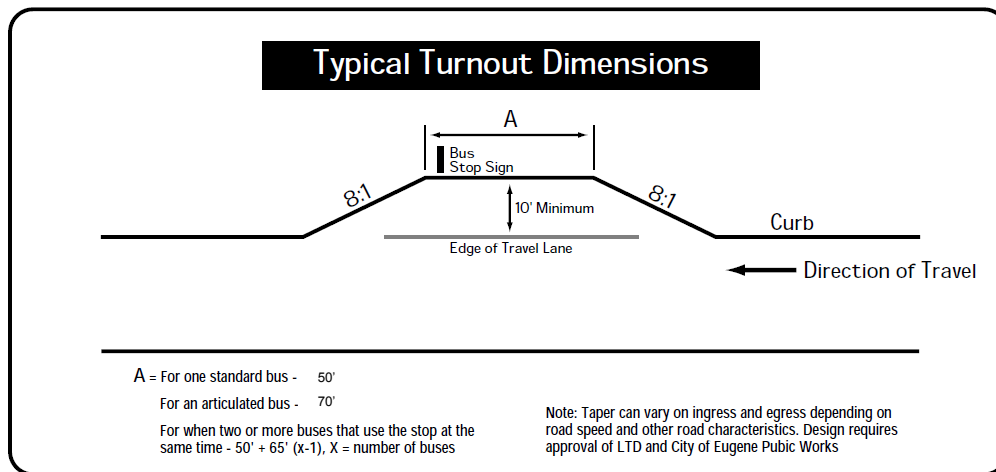 Typical Turnout Dimensions
A
Bus
Stop Sign
8:1
8:1
10' Minimum
Curb
Edge of Travel Lane
Direction of Travel
A = For one standard bus - 50'
For an articulated bus - 70'
For when two or more buses that use the stop at the
same time - 50' + 65' (x-1), X = number of buses
Note: Taper can vary on ingress and egress depending on
road speed and other road characteristics. Design requires
approval of LTD and City of Eugene Pubic Works